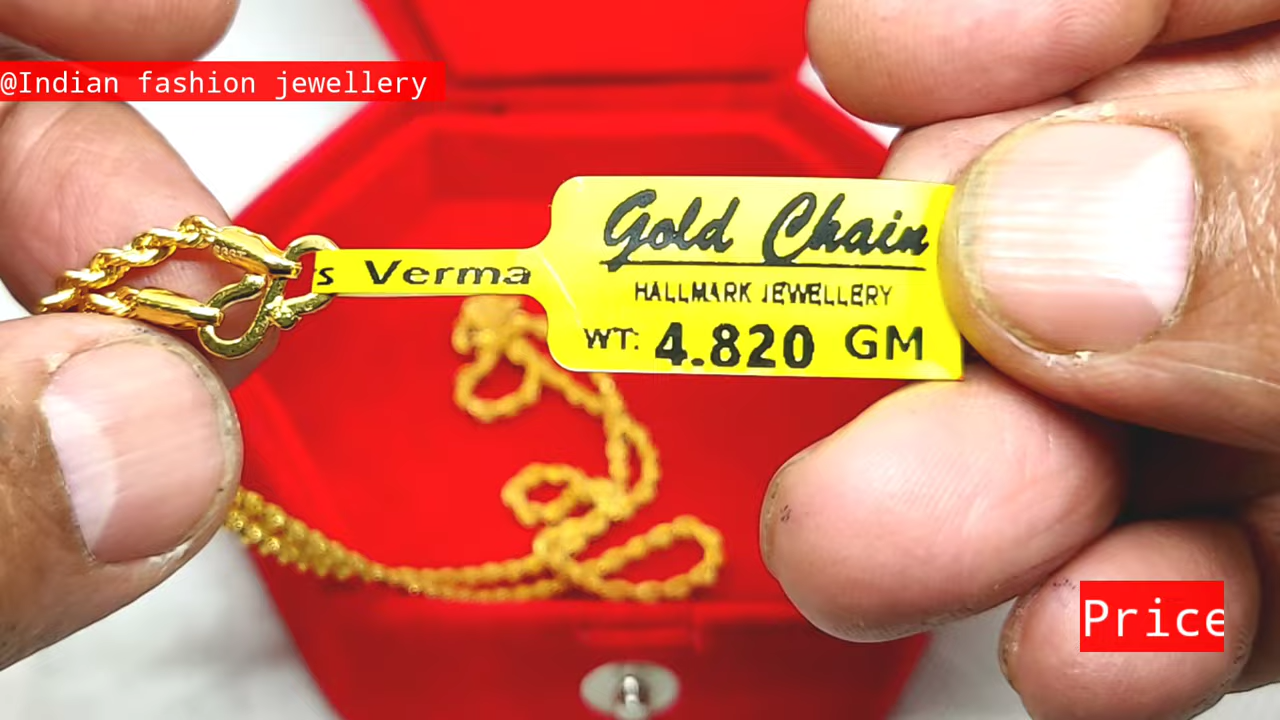 @Indian fashion jewellery
s Verma
Gold Chain
HALLMARK JEWELLERY
WT: 4.820 GM
Price